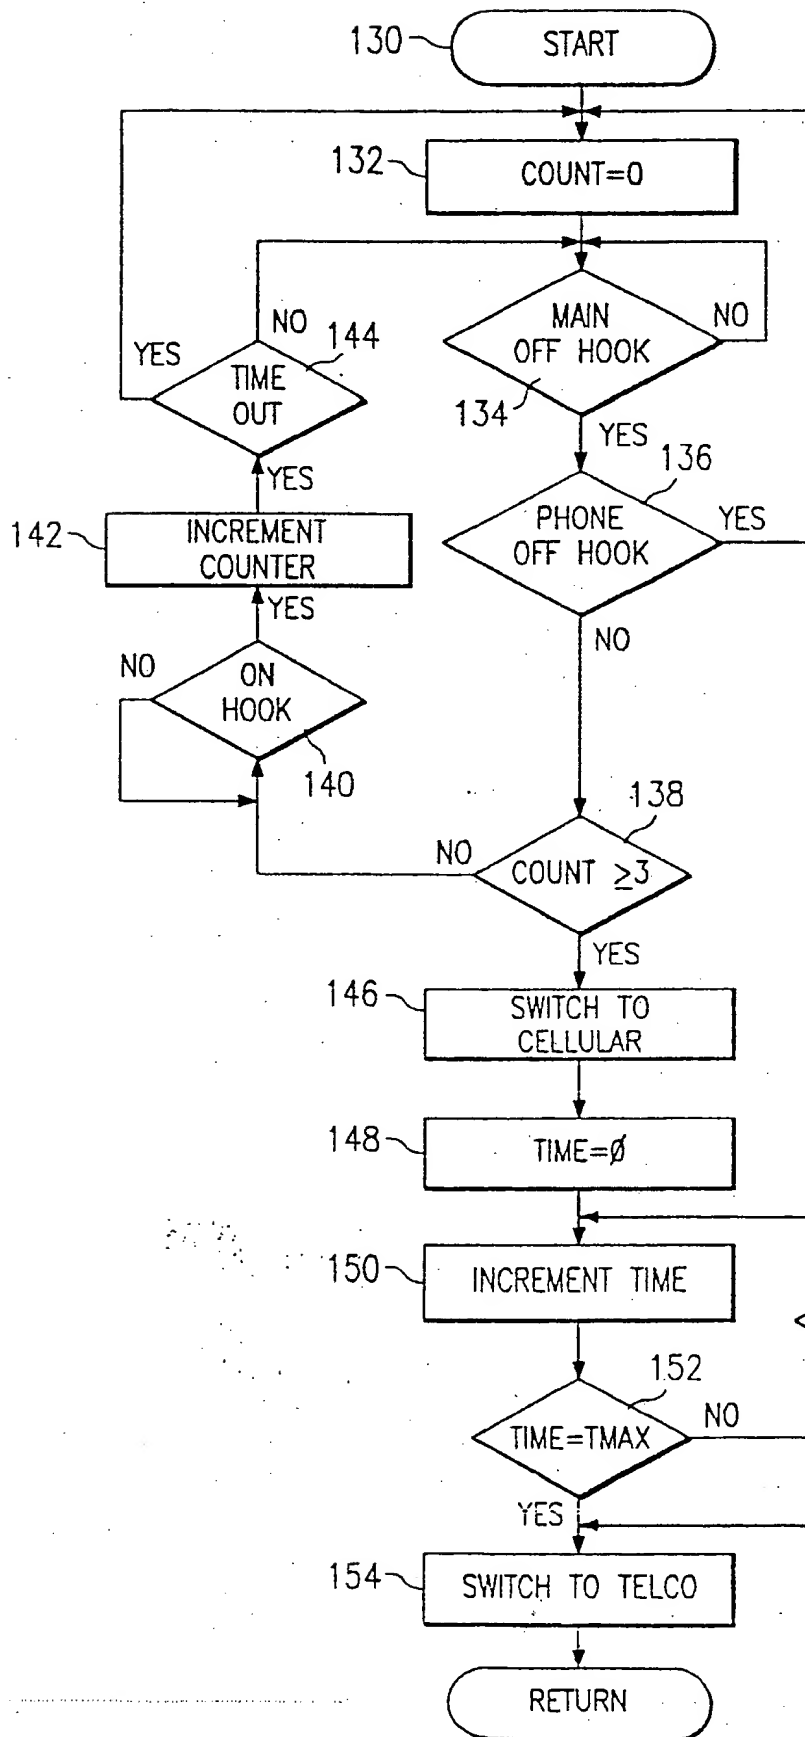 130
START
132
COUNT=0
NO
MAIN
OFF HOOK
NO
YES
144
TIME
OUT
134
YES
136
YES
142
INCREMENT
COUNTER
PHONE
OFF HOOK
YES
YES
NO
NO
ON
HOOK
140
138
NO
COUNT ≥3
YES
146
SWITCH TO
CELLULAR
148
TIME=Ø
150
INCREMENT TIME
152
TIME=TMAX
NO
YES
154
SWITCH TO TELCO
RETURN